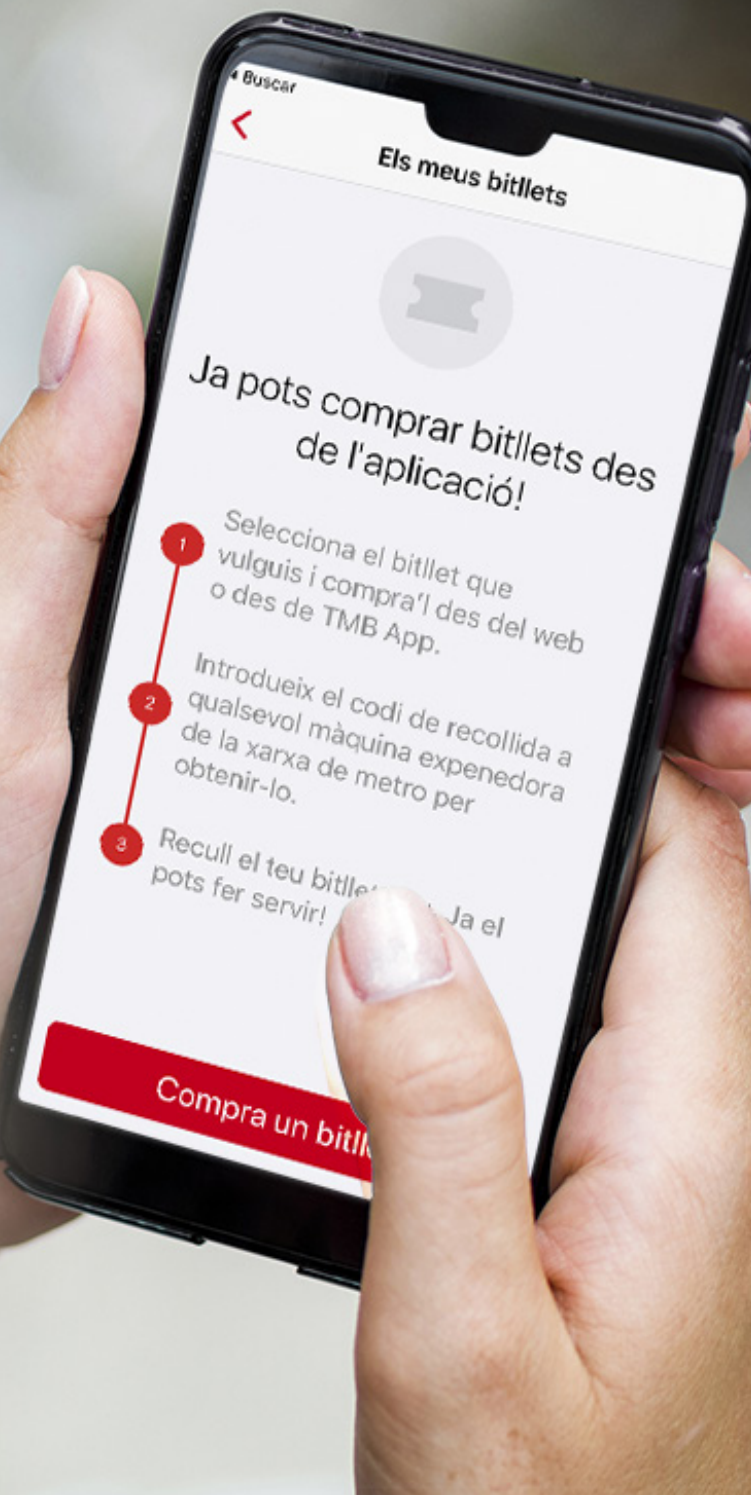 Buscar
Els meus bitllets
Ja pots comprar bitllets des
de l'aplicació!
1
Selecciona el bitllet que
vulguis i compra'l des del web
o des de TMB App.
2
Introdueix el codi de recollida a
qualsevol màquina expenedora
de la xarxa de metro per
obtenir-lo.
3
Recull el teu Ja el
pots fer servir!
Compra un